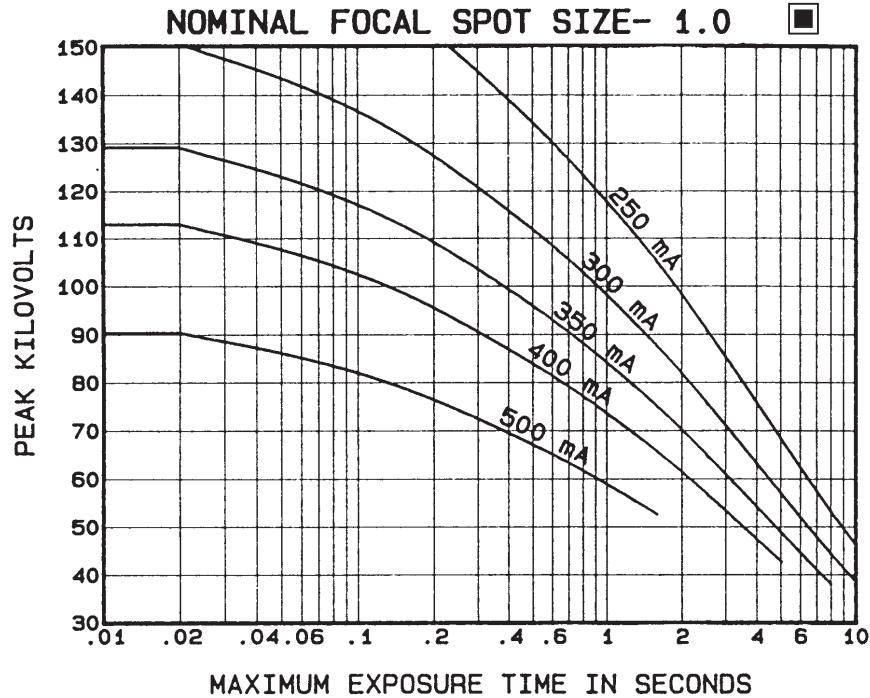 NOMINAL FOCAL SPOT SIZE- 1.0
150
140
130
120
110
100
90
80
70
60
50
40
30
PEAK KILOVOLTS
250 mA
300 mA
350 mA
400 mA
500 mA
.01 .02 .04 .06 .1 .2 .4 .6 1 2 4 6 10
MAXIMUM EXPOSURE TIME IN SECONDS